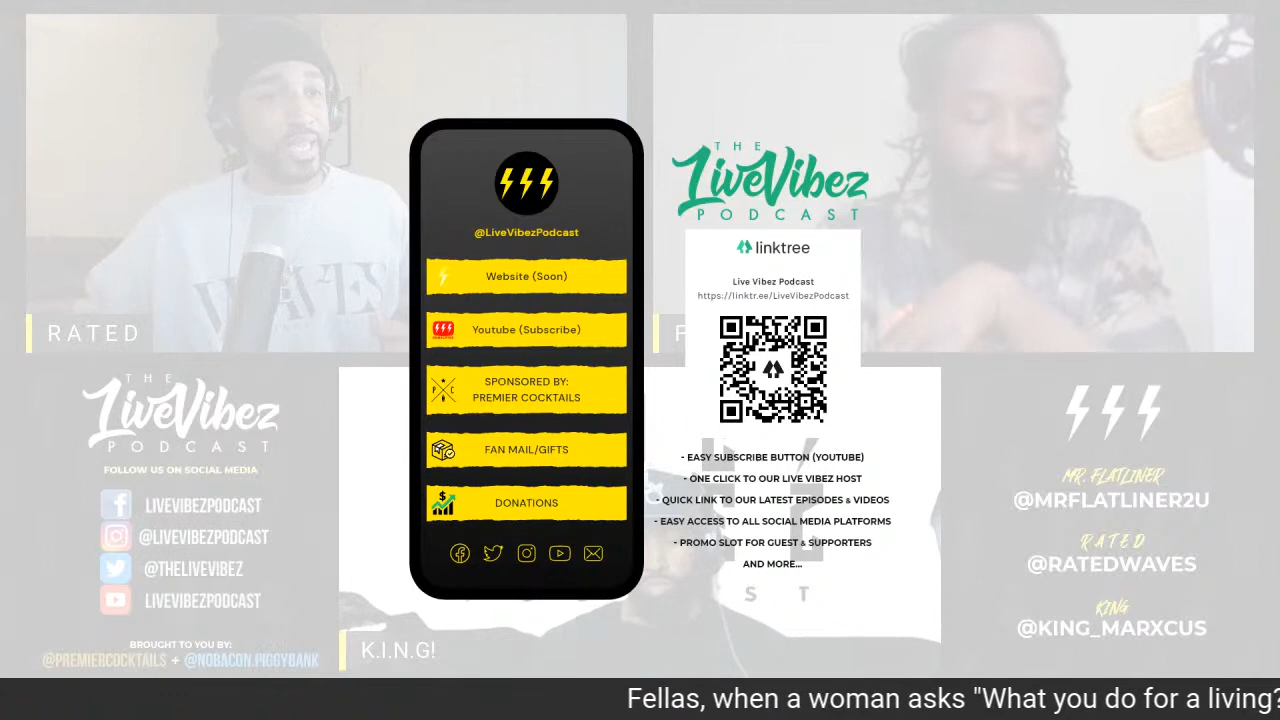 RATED
F
THE
LiveVibez
PODCAST
FOLLOW US ON SOCIAL MEDIA
LIVEVIBEZPODCAST
@LIVEVIBEZPODCAST
@THELIVEVIBEZ
LIVEVIBEZPODCAST
BROUGHT TO YOU BY:
@PREMIERCOCKTAILS + @NOBACON.PIGGYBANK
@LiveVibezPodcast
Website (Soon)
Youtube (Subscribe)
SPONSORED BY:
PREMIER COCKTAILS
FAN MAIL/GIFTS
DONATIONS
THE
LiveVibez
PODCAST
linktree
Live Vibez Podcast
https://linktr.ee/LiveVibezPodcast
- EASY SUBSCRIBE BUTTON (YOUTUBE)
- ONE CLICK TO OUR LIVE VIBEZ HOST
- QUICK LINK TO OUR LATEST EPISODES & VIDEOS
- EASY ACCESS TO ALL SOCIAL MEDIA PLATFORMS
- PROMO SLOT FOR GUEST & SUPPORTERS
AND MORE...
S T
K.I.N.G!
MR. FLATLINER
@MRFLATLINER2U
RATED
@RATEDWAVES
KING
@KING_MARXCUS
Fellas, when a woman asks "What you do for a living?